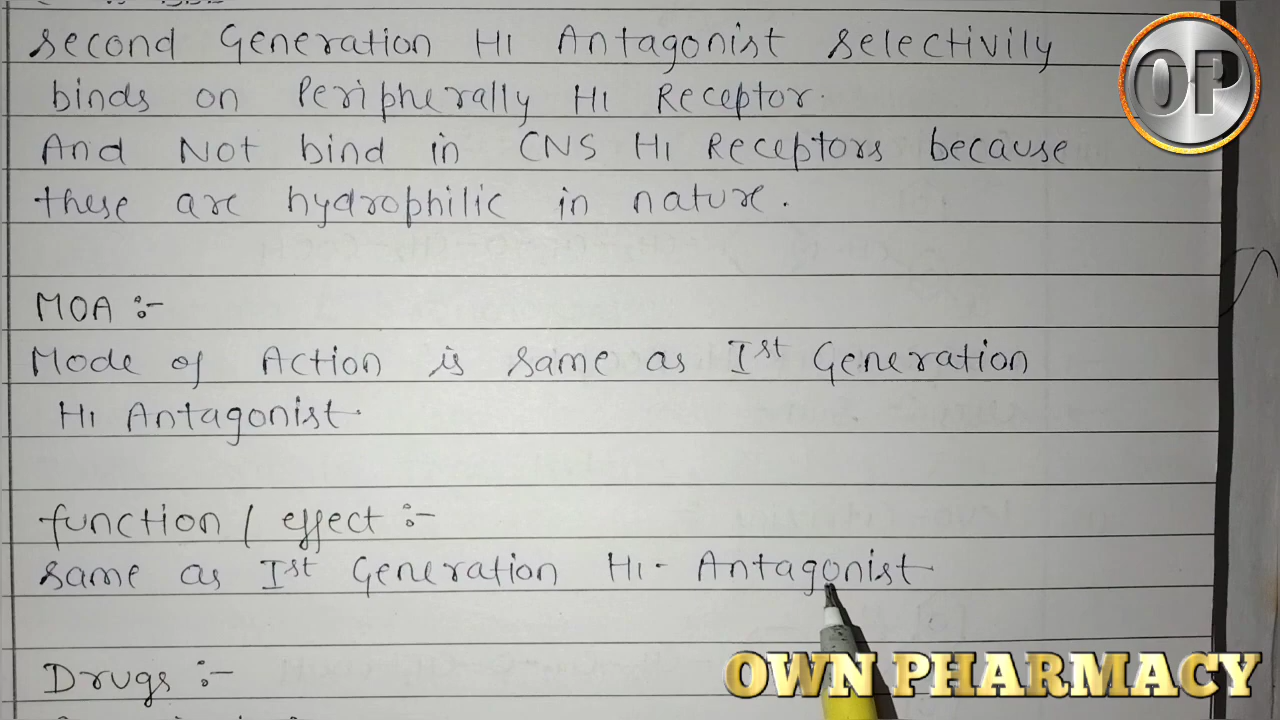 Second Generation H1 Antagonist Selectivily
binds on Peripherally H1 Receptor.
And Not bind in CNS H1 Receptors because
these are hydrophilic in nature.
MOA :-
Mode of Action is same as Ist Generation
H1 Antagonist.
function / effect :-
same as Ist Generation H1- Antagonist
Drugs :-
OP
OWN PHARMACY